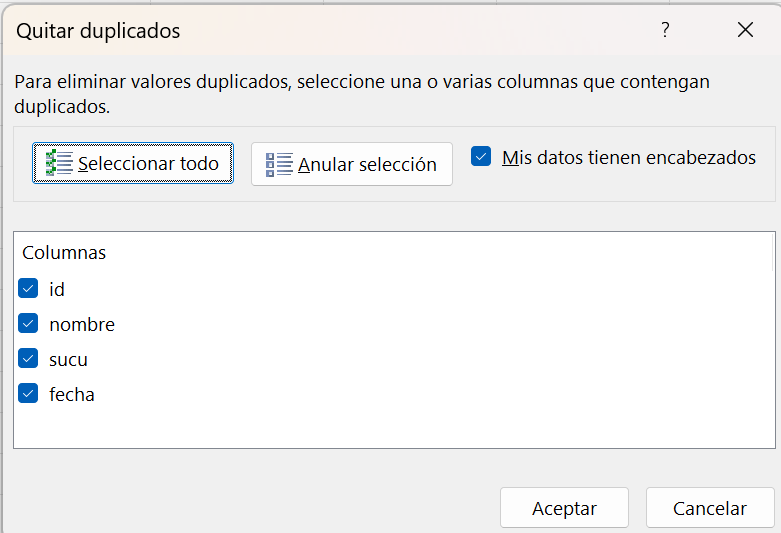 Quitar duplicados
Para eliminar valores duplicados, seleccione una o varias columnas que contengan
duplicados.
Seleccionar todo
Anular selección
Mis datos tienen encabezados
Columnas
id
nombre
sucu
fecha
Aceptar
Cancelar